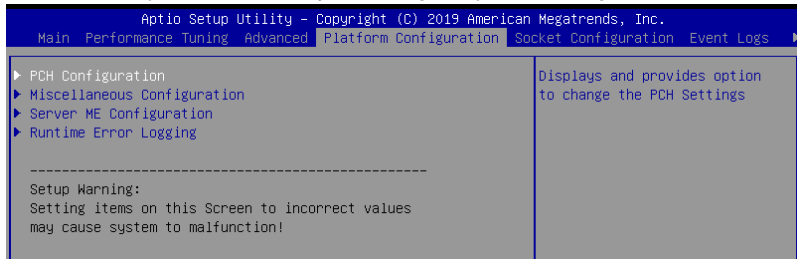 Aptio Setup Utility – Copyright (C) 2019 American Megatrends, Inc.
Main Performance Tuning Advanced Platform Configuration Socket Configuration Event Logs
PCH Configuration
Miscellaneous Configuration
Server ME Configuration
Runtime Error Logging
------------------------------------------------
Setup Warning:
Setting items on this Screen to incorrect values
may cause system to malfunction!
Displays and provides option
to change the PCH Settings